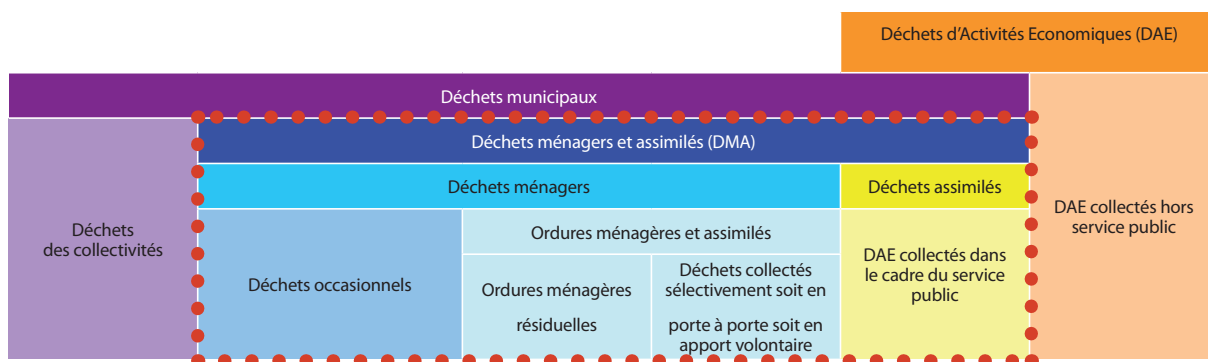 Déchets d’Activités Economiques (DAE)
Déchets municipaux
Déchets ménagers et assimilés (DMA)
Déchets ménagers
Déchets assimilés
Déchets
des collectivités
DAE collectés hors
service public
Ordures ménagères et assimilés
Déchets occasionnels
Ordures ménagères
résiduelles
Déchets collectés
sélectivement soit en
porte à porte soit en
apport volontaire
DAE collectés dans
le cadre du service
public